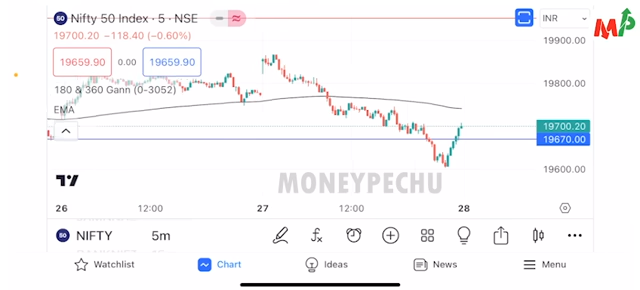 50 Nifty 50 Index · 5 · NSE
INR
MP
19700.20 −118.40 (−0.60%)
19900.00
19659.90 0.00 19659.90
180 & 360 Gann (0-3052)
19800.00
EMA
19700.20
19670.00
19600.00
MONEYPECHU
26 12:00 27 12:00 28
50 NIFTY 5m
Watchlist Chart Ideas News Menu